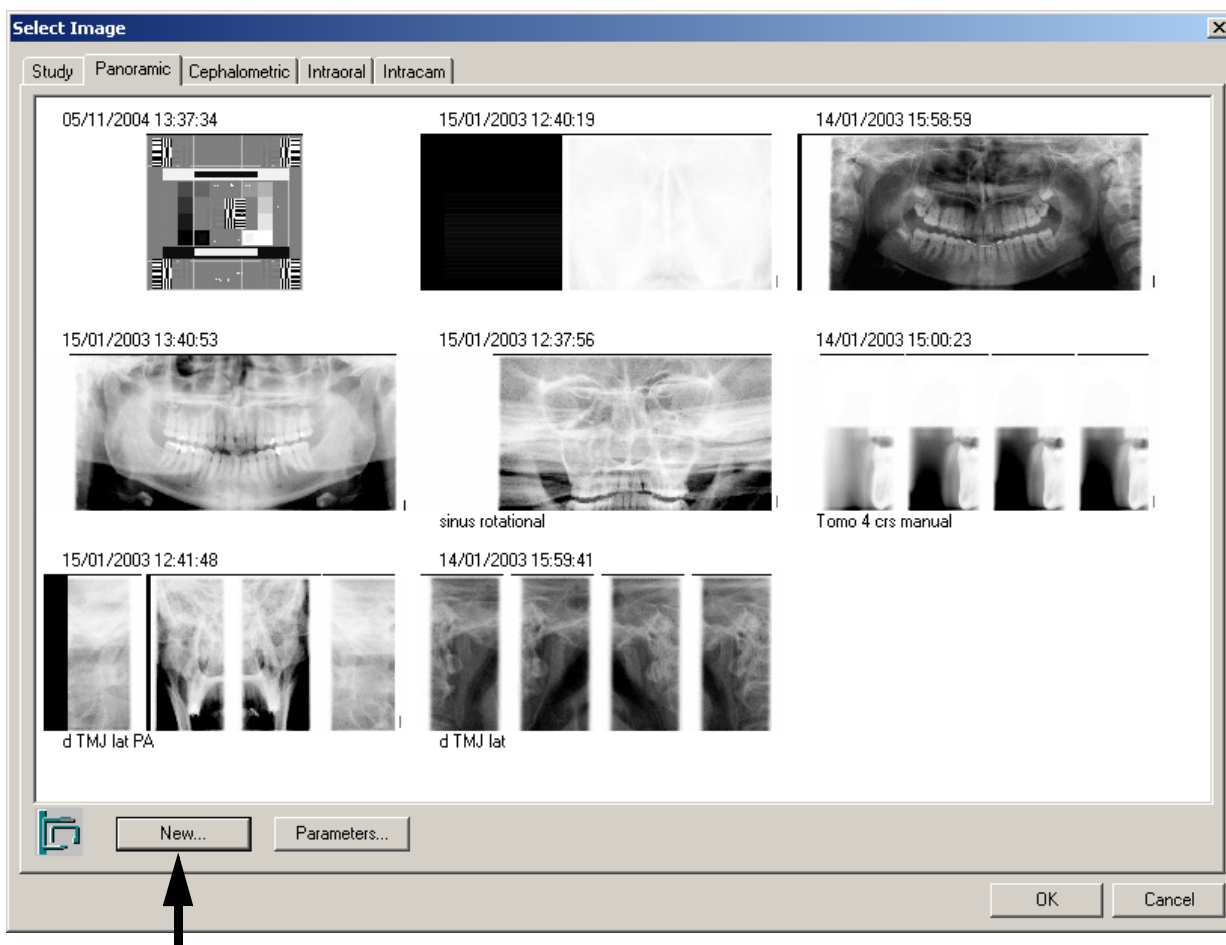 Select Image
Study Panoramic Cephalometric Intraoral Intracam
05/11/2004 13:37:34 15/01/2003 12:40:19 14/01/2003 15:58:59
15/01/2003 13:40:53 15/01/2003 12:37:56 14/01/2003 15:00:23
sinus rotational Tomo 4 crs manual
15/01/2003 12:41:48 14/01/2003 15:59:41
d TMJ lat PA d TMJ lat
New... Parameters...
OK Cancel